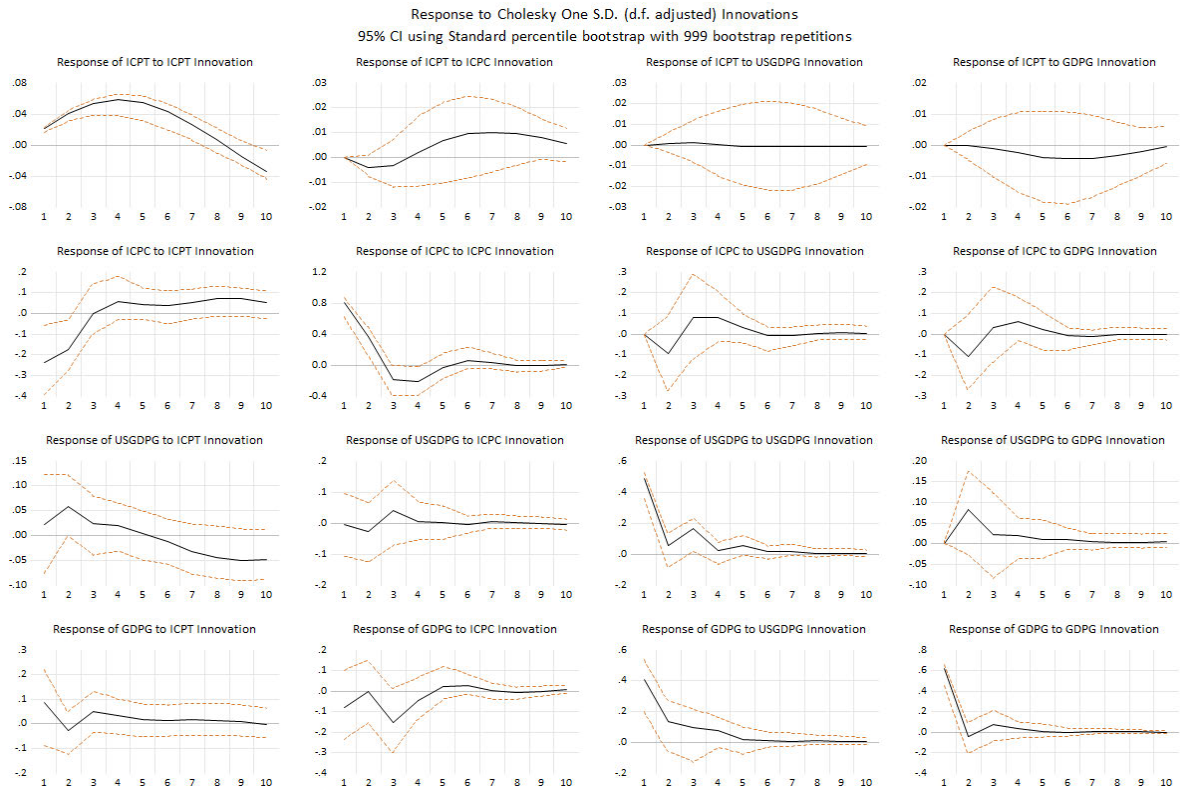 Response to Cholesky One S.D. (d.f. adjusted) Innovations
95% CI using Standard percentile bootstrap with 999 bootstrap repetitions
Response of ICPT to ICPT Innovation
.08
.04
.00
-.04
-.08
1 2 3 4 5 6 7 8 9 10
Response of ICPT to ICPC Innovation
.03
.02
.01
.00
-.01
-.02
1 2 3 4 5 6 7 8 9 10
Response of ICPT to USGDPG Innovation
.03
.02
.01
.00
-.01
-.02
-.03
1 2 3 4 5 6 7 8 9 10
Response of ICPT to GDPG Innovation
.02
.01
.00
-.01
-.02
1 2 3 4 5 6 7 8 9 10
Response of ICPC to ICPT Innovation
.2
.1
.0
-.1
-.2
-.3
-.4
1 2 3 4 5 6 7 8 9 10
Response of ICPC to ICPC Innovation
1.2
0.8
0.4
0.0
-0.4
1 2 3 4 5 6 7 8 9 10
Response of ICPC to USGDPG Innovation
.3
.2
.1
.0
-.1
-.2
-.3
1 2 3 4 5 6 7 8 9 10
Response of ICPC to GDPG Innovation
.3
.2
.1
.0
-.1
-.2
-.3
1 2 3 4 5 6 7 8 9 10
Response of USGDPG to ICPT Innovation
.15
.10
.05
.00
-.05
-.10
1 2 3 4 5 6 7 8 9 10
Response of USGDPG to ICPC Innovation
.2
.1
.0
-.1
-.2
1 2 3 4 5 6 7 8 9 10
Response of USGDPG to USGDPG Innovation
.6
.4
.2
.0
-.2
1 2 3 4 5 6 7 8 9 10
Response of USGDPG to GDPG Innovation
.20
.15
.10
.05
.00
-.05
-.10
1 2 3 4 5 6 7 8 9 10
Response of GDPG to ICPT Innovation
.3
.2
.1
.0
-.1
-.2
1 2 3 4 5 6 7 8 9 10
Response of GDPG to ICPC Innovation
.2
.1
.0
-.1
-.2
-.3
-.4
1 2 3 4 5 6 7 8 9 10
Response of GDPG to USGDPG Innovation
.6
.4
.2
.0
-.2
1 2 3 4 5 6 7 8 9 10
Response of GDPG to GDPG Innovation
.8
.6
.4
.2
.0
-.2
-.4
1 2 3 4 5 6 7 8 9 10